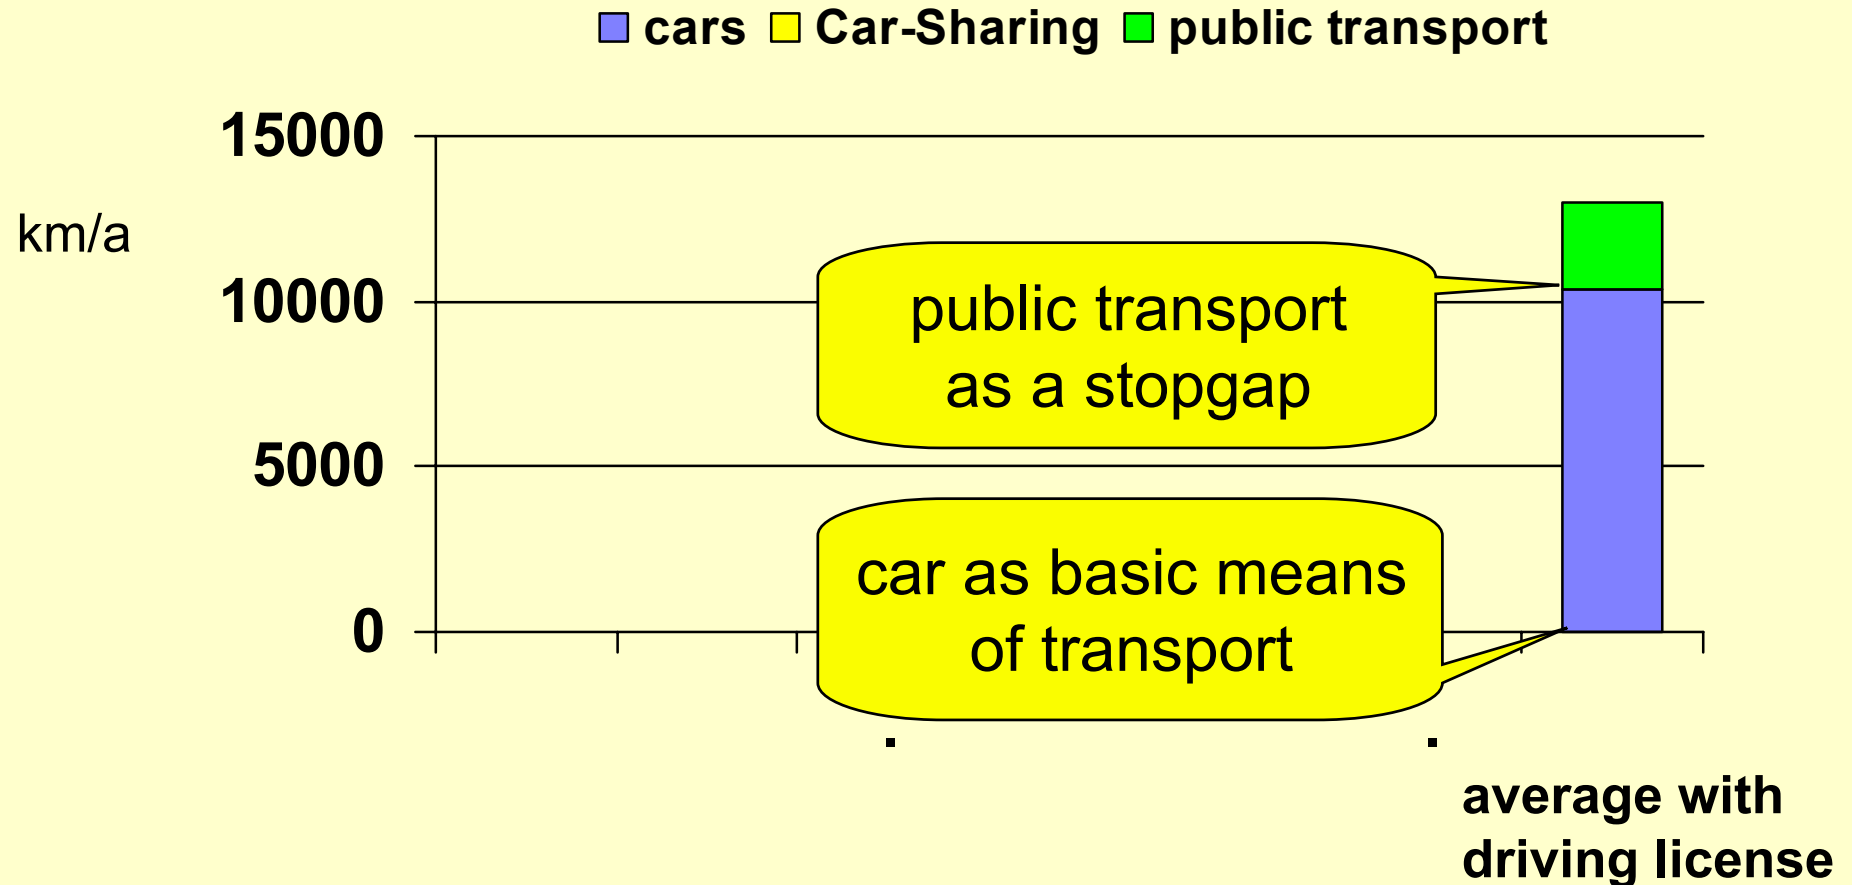 cars Car-Sharing public transport
15000
km/a
10000
public transport
as a stopgap
5000
car as basic means
of transport
0
. .
average with
driving license